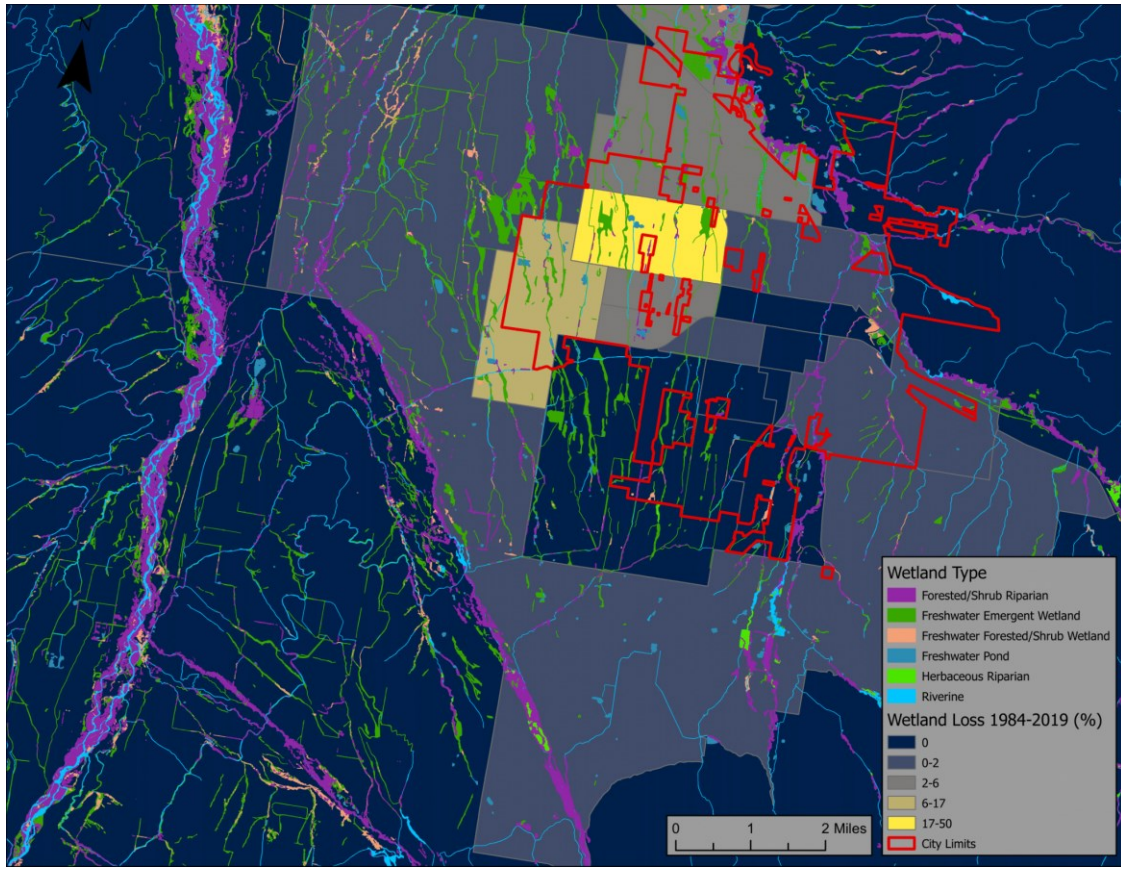 N
Wetland Type
Forested/Shrub Riparian
Freshwater Emergent Wetland
Freshwater Forested/Shrub Wetland
Freshwater Pond
Herbaceous Riparian
Riverine
Wetland Loss 1984-2019 (%)
0
0-2
2-6
6-17
17-50
City Limits
0 1 2 Miles